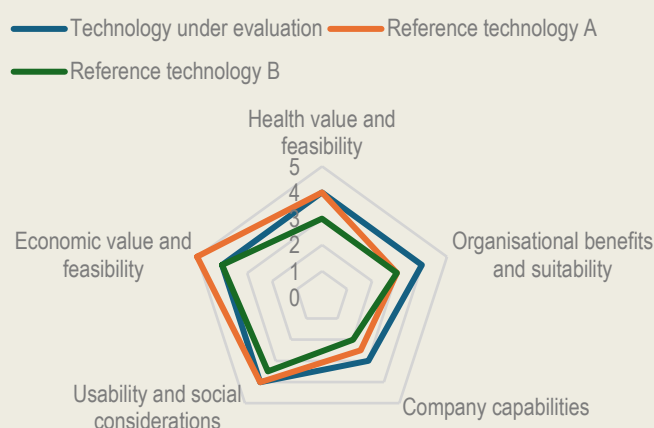 Technology under evaluation
Reference technology A
Reference technology B
Health value and
feasibility
5
4
3
2
1
0
Economic value and
feasibility
Organisational benefits
and suitability
Usability and social
considerations
Company capabilities